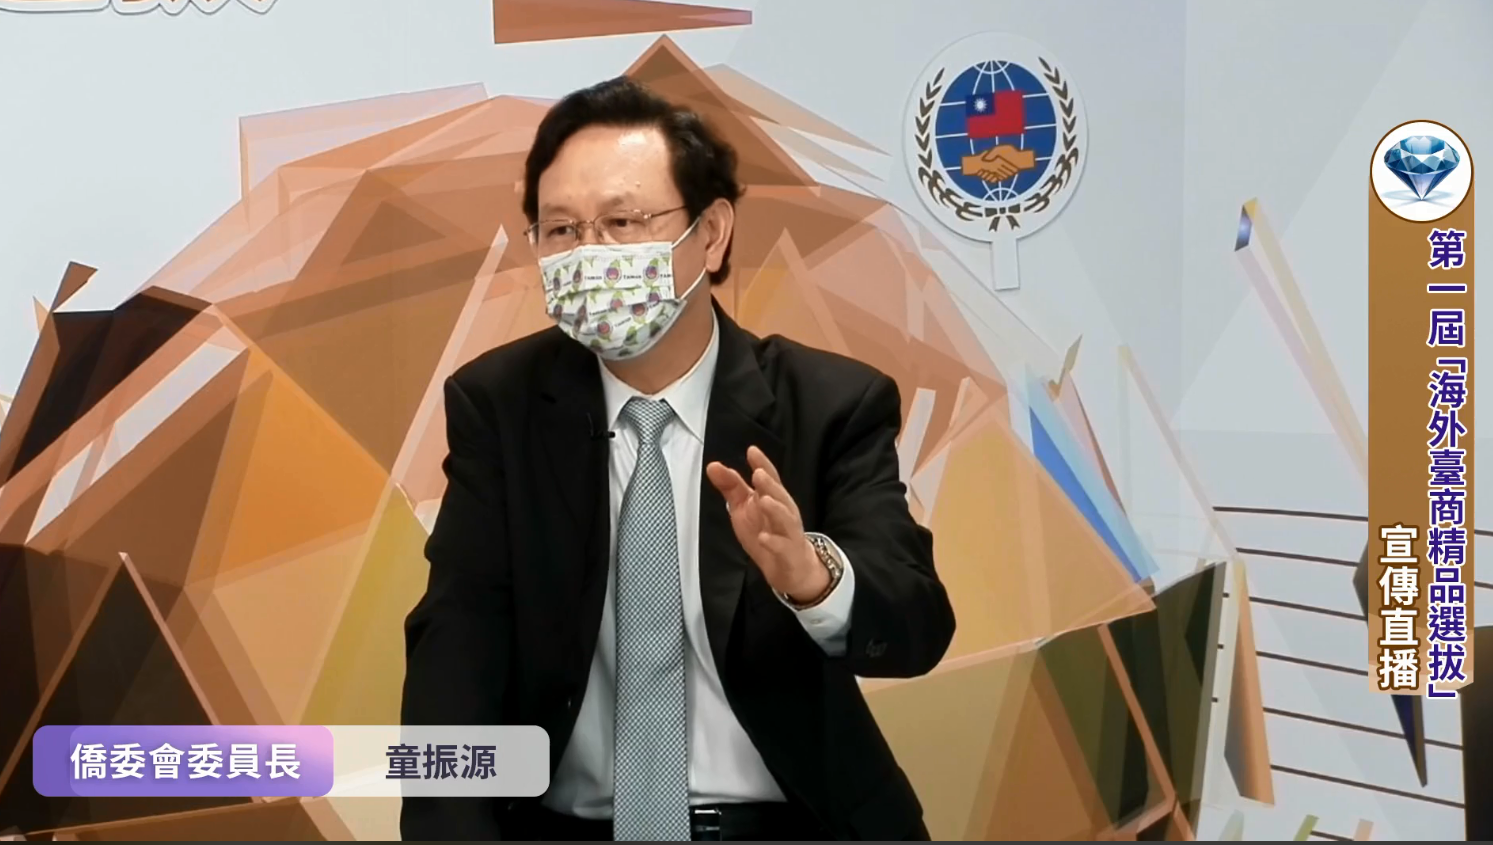 第一屆「海外臺商精品選拔」
宣傳直播
僑委會委員長
童振源